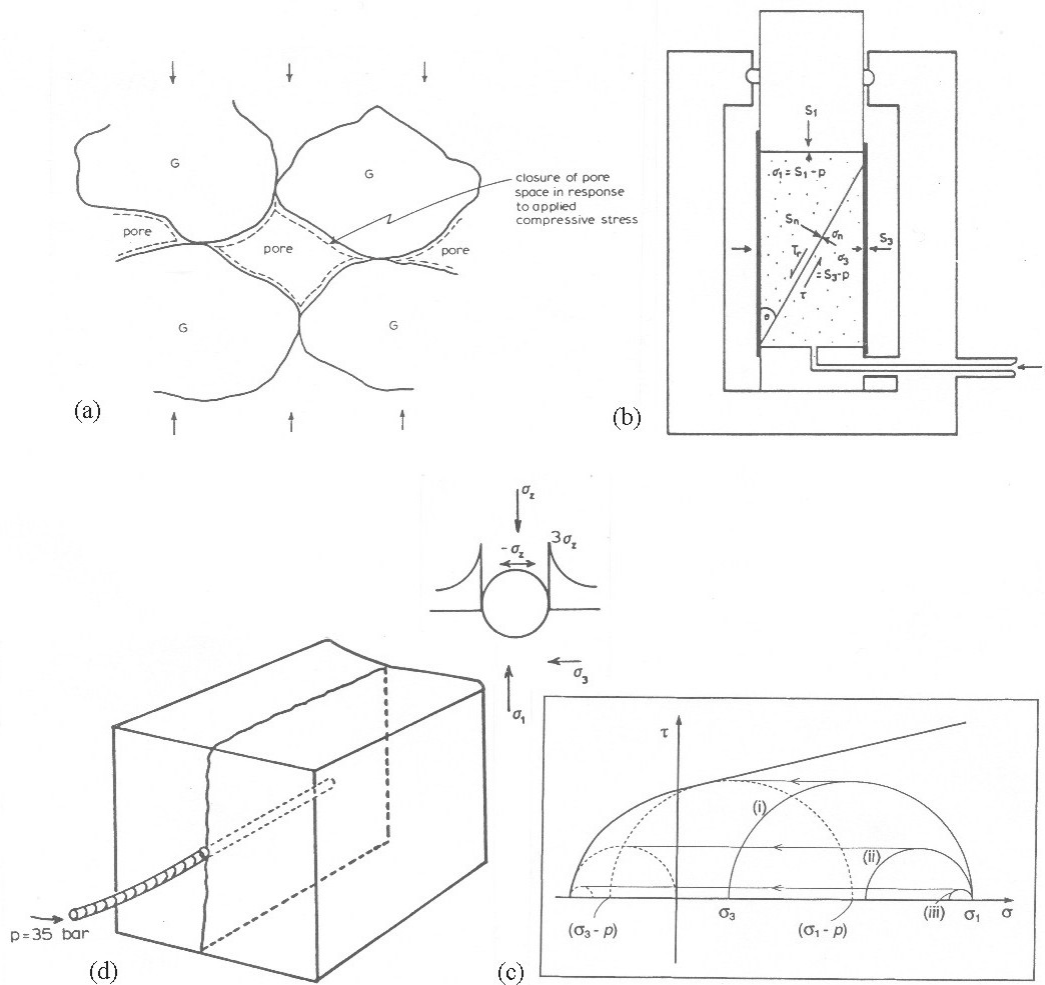 G
G
closure of pore
space in response
to applied
compressive stress
pore
pore
pore
G
G
(a)
S₁
σ₁= S₁-p
Sₙ
σₙ
σ₃
= S₃-p
S₃
τᵣ
τ
θ
(b)
σz
-σz
3σz
σ₃
σ₁
p=35 bar
(d)
τ
(i)
(ii)
(iii)
σ₃
σ₁
σ
(σ₃ - p)
(σ₁ - p)
(c)